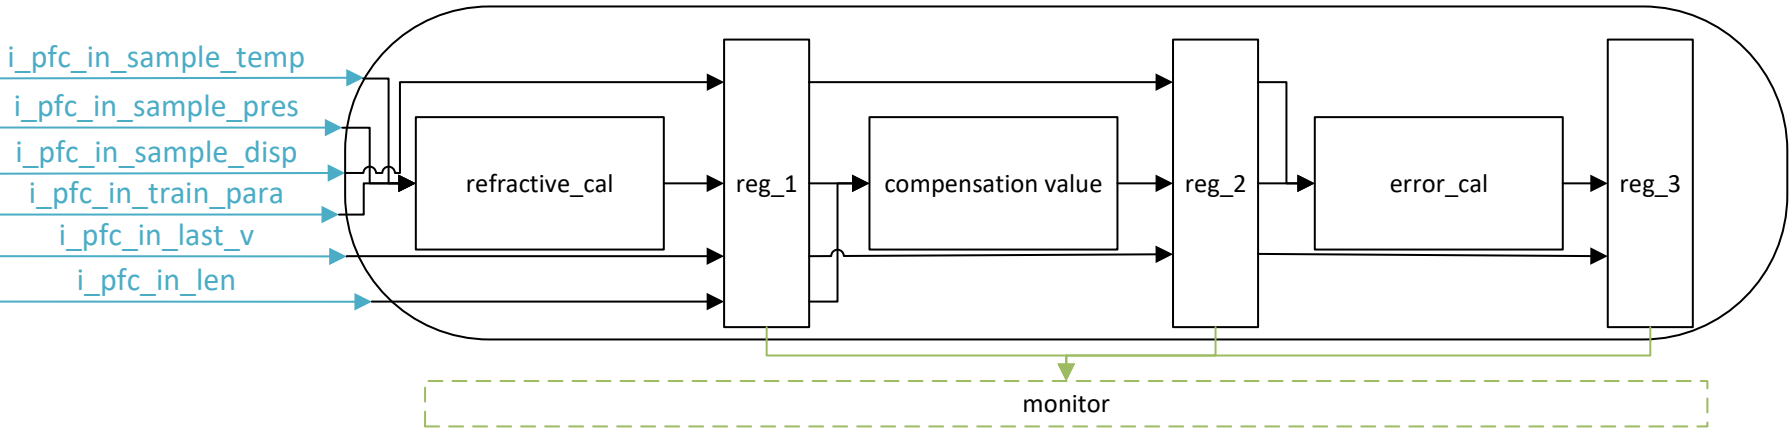 i_pfc_in_sample_temp
i_pfc_in_sample_pres
i_pfc_in_sample_disp
i_pfc_in_train_para
i_pfc_in_last_v
i_pfc_in_len
refractive_cal
reg_1
compensation value
reg_2
error_cal
reg_3
monitor